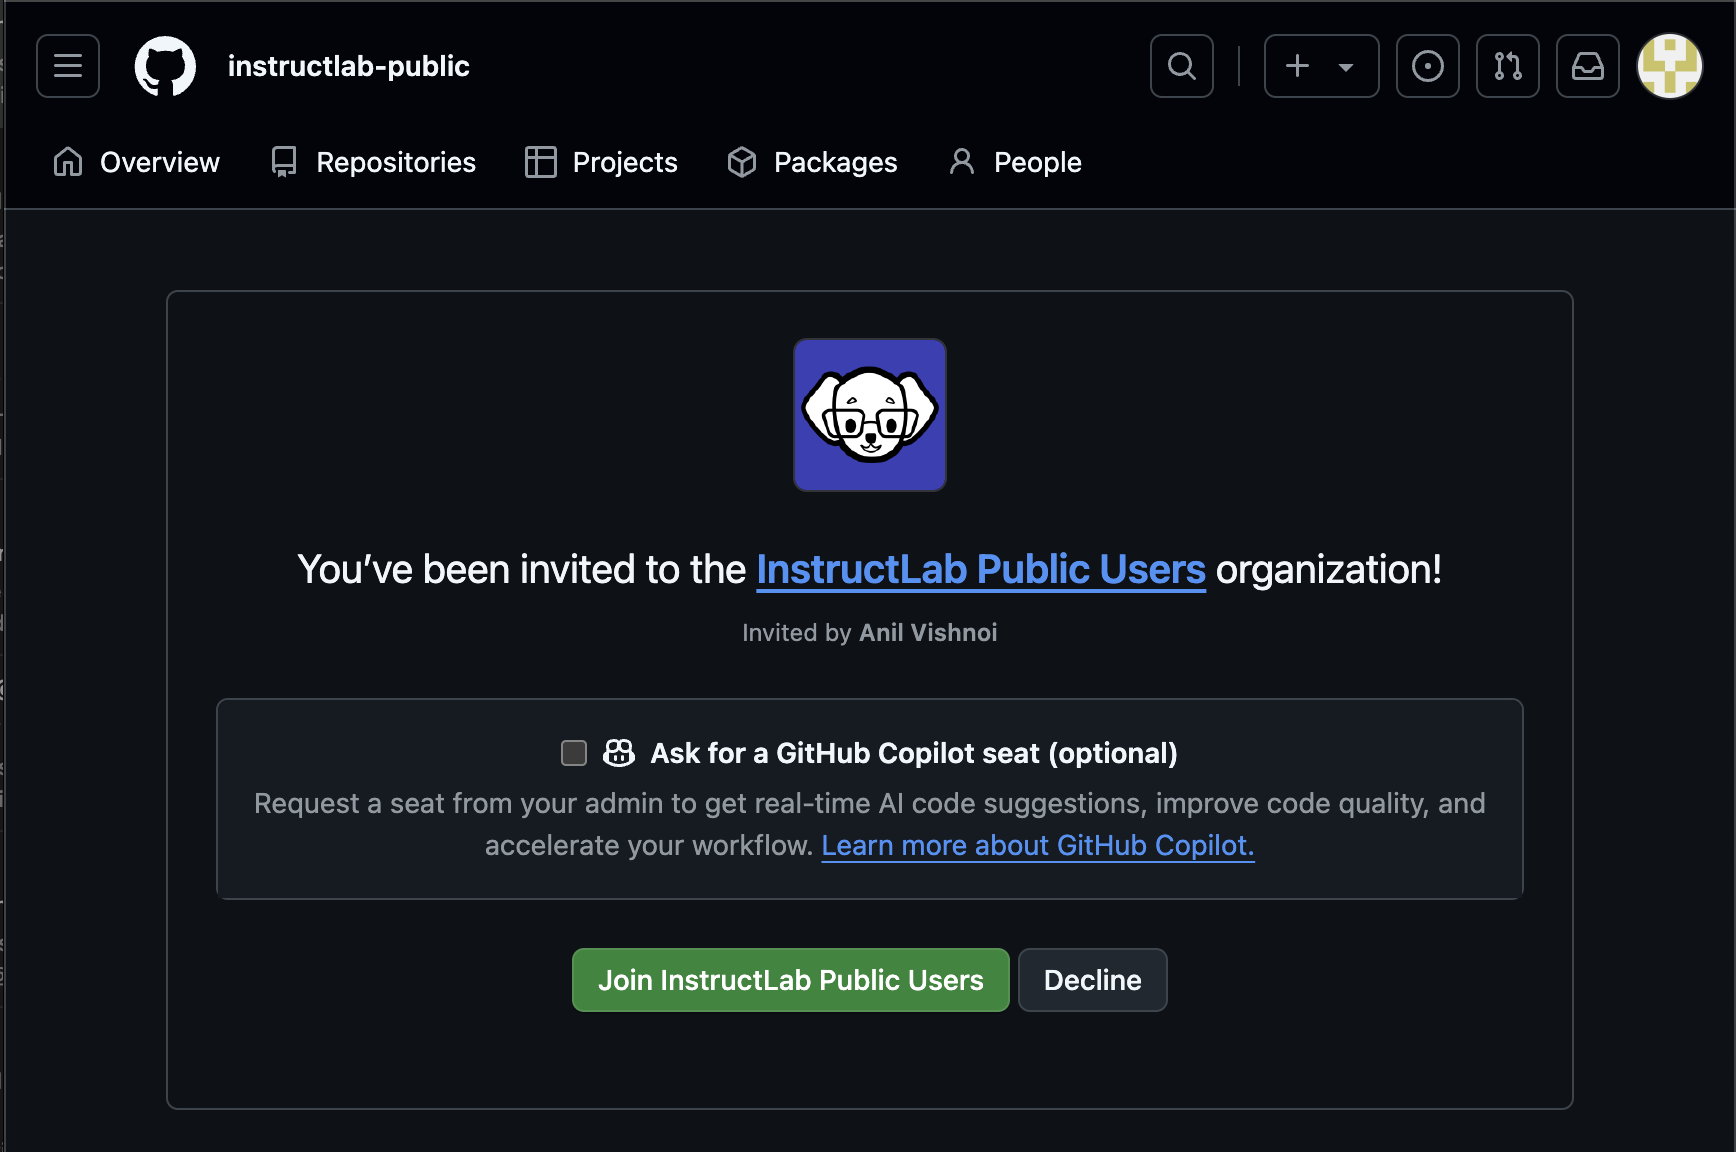 instructlab-public
Overview
Repositories
Projects
Packages
People
You’ve been invited to the InstructLab Public Users organization!
Invited by Anil Vishnoi
Ask for a GitHub Copilot seat (optional)
Request a seat from your admin to get real-time AI code suggestions, improve code quality, and
accelerate your workflow. Learn more about GitHub Copilot.
Join InstructLab Public Users
Decline